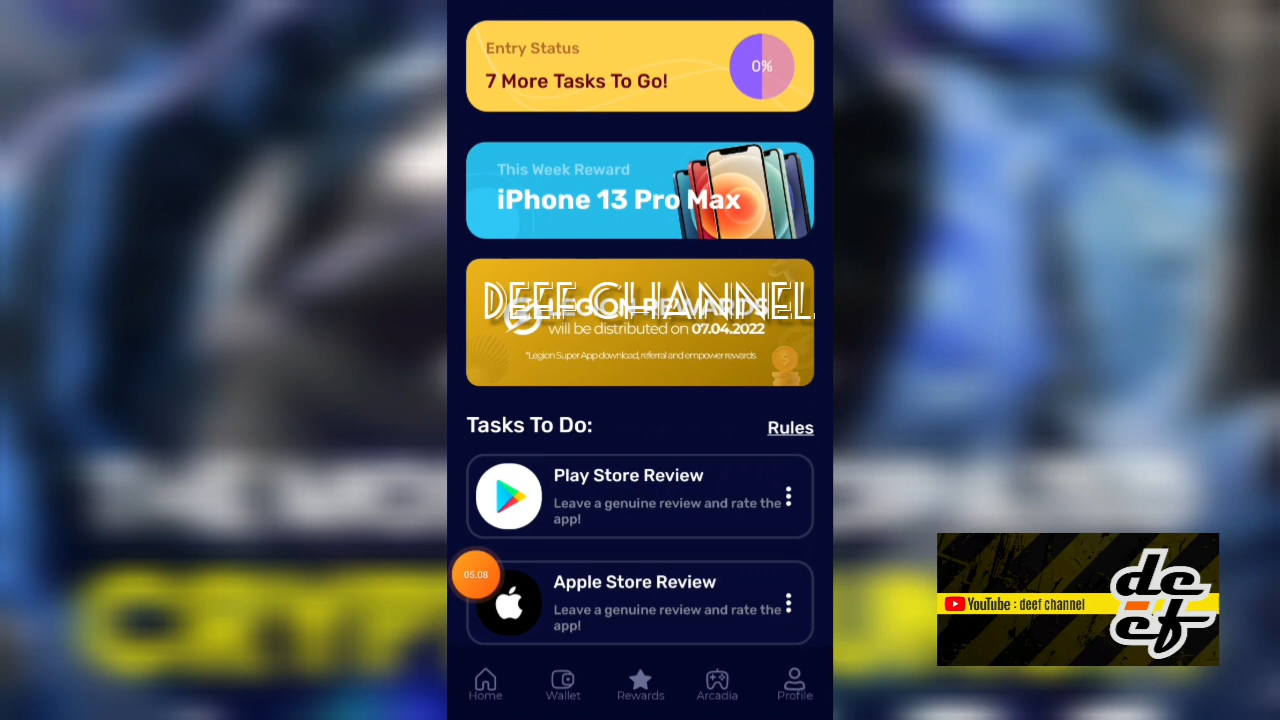 Entry Status
7 More Tasks To Go!
0%
This Week Reward
iPhone 13 Pro Max
DEEF CHANNEL
LEGION REWARDS
will be distributed on 07.04.2022
*Legion Super App download, referral and empower rewards
Tasks To Do:
Rules
Play Store Review
Leave a genuine review and rate the
app!
05.08
Apple Store Review
Leave a genuine review and rate the
app!
Home
Wallet
Rewards
Arcadia
Profile
YouTube : deef channel
deef